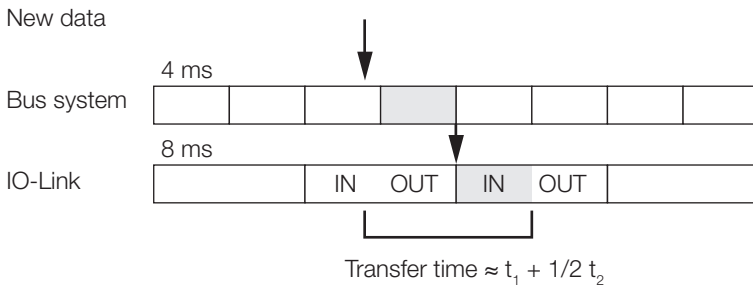 New data
4 ms
Bus system
8 ms
IO-Link IN OUT IN OUT
Transfer time ≈ t₁ + 1/2 t₂